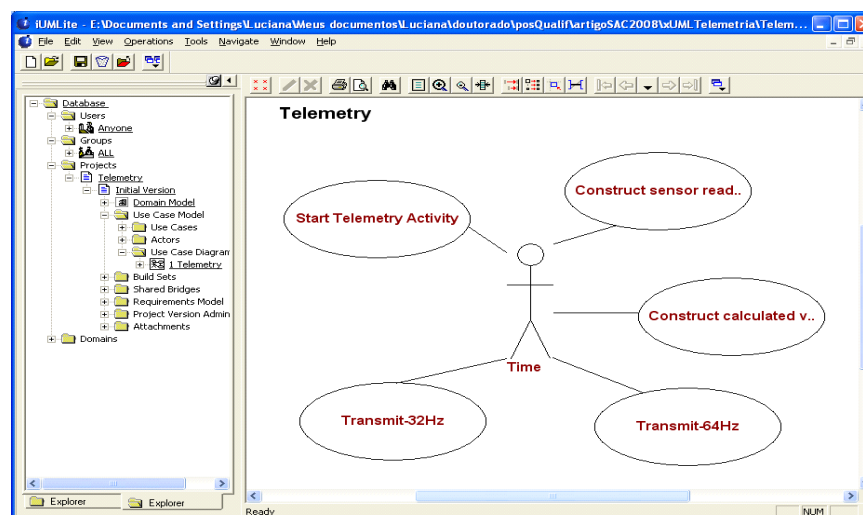 iUMLite - E:\Documents and Settings\Luciana\Meus documentos\Luciana\doutorado\posQualif\artigoSAC2008\xUMLTelemetria\Telem...
File Edit View Operations Tools Navigate Window Help
Database
Users
Anyone
Groups
ALL
Projects
Telemetry
Initial Version
Domain Model
Use Case Model
Use Cases
Actors
Use Case Diagram
1 Telemetry
Build Sets
Shared Bridges
Requirements Model
Project Version Admin
Attachments
Domains
Explorer
Explorer
Telemetry
Construct sensor read..
Start Telemetry Activity
Construct calculated v..
Time
Transmit-32Hz
Transmit-64Hz
Ready
NUM